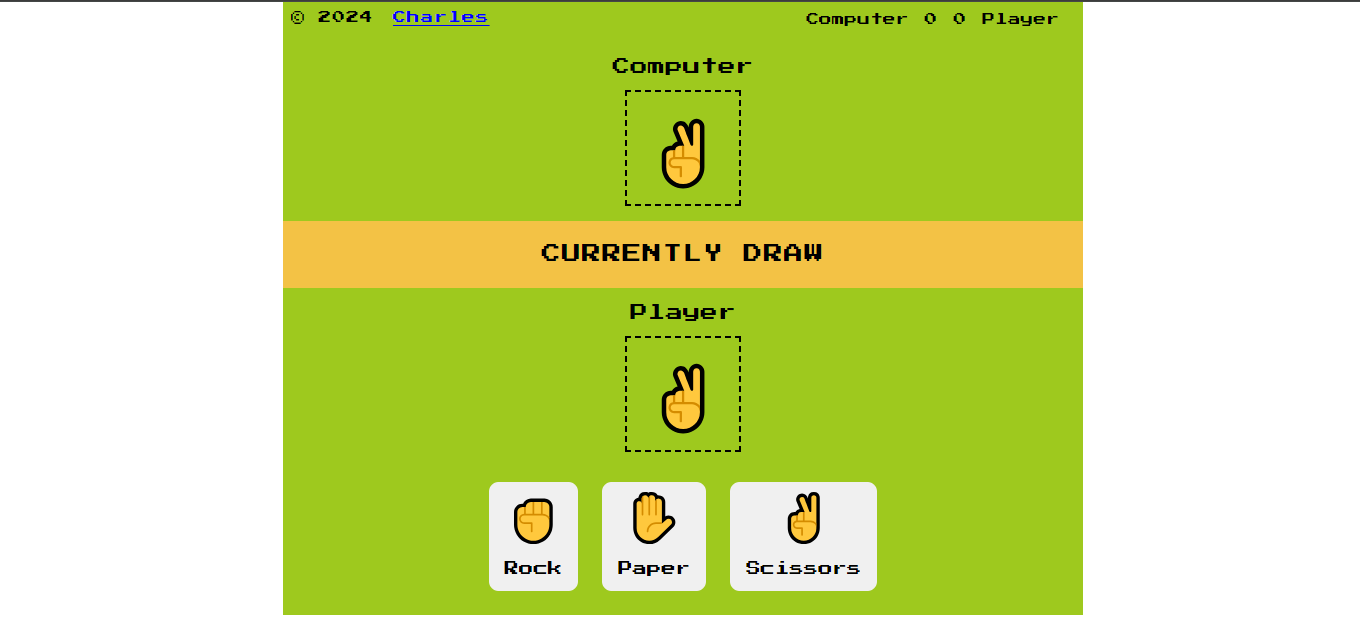 © 2024 Charles Computer 0 0 Player
Computer
CURRENTLY DRAW
Player
Rock Paper Scissors